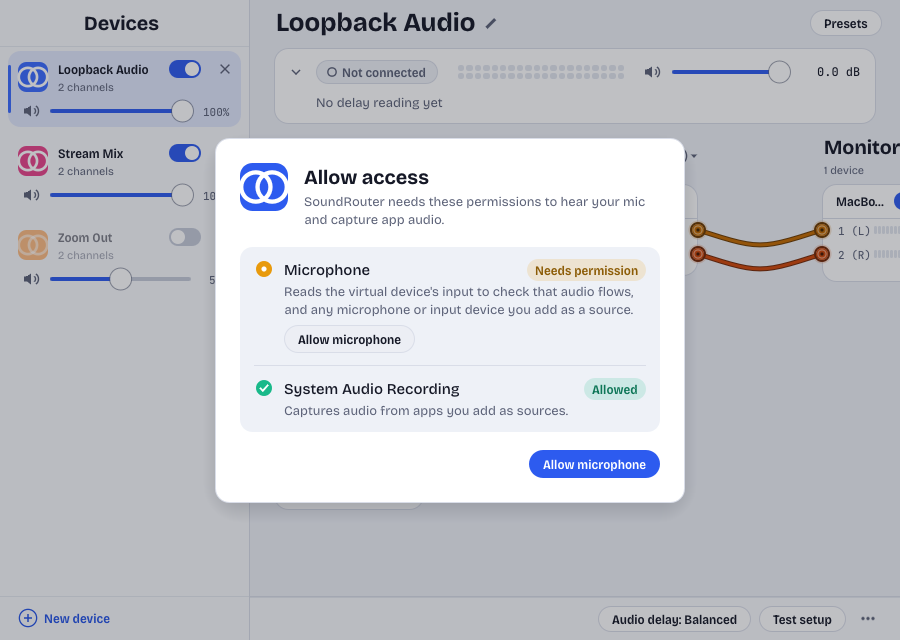 Devices
Loopback Audio
2 channels
100%
Stream Mix
2 channels
10
Zoom Out
2 channels
5
New device
Loopback Audio
Presets
Not connected
0.0 dB
No delay reading yet
Monitor
1 device
MacBo...
1 (L)
2 (R)
Allow access
SoundRouter needs these permissions to hear your mic
and capture app audio.
Microphone
Needs permission
Reads the virtual device's input to check that audio flows,
and any microphone or input device you add as a source.
Allow microphone
System Audio Recording
Allowed
Captures audio from apps you add as sources.
Allow microphone
Audio delay: Balanced
Test setup